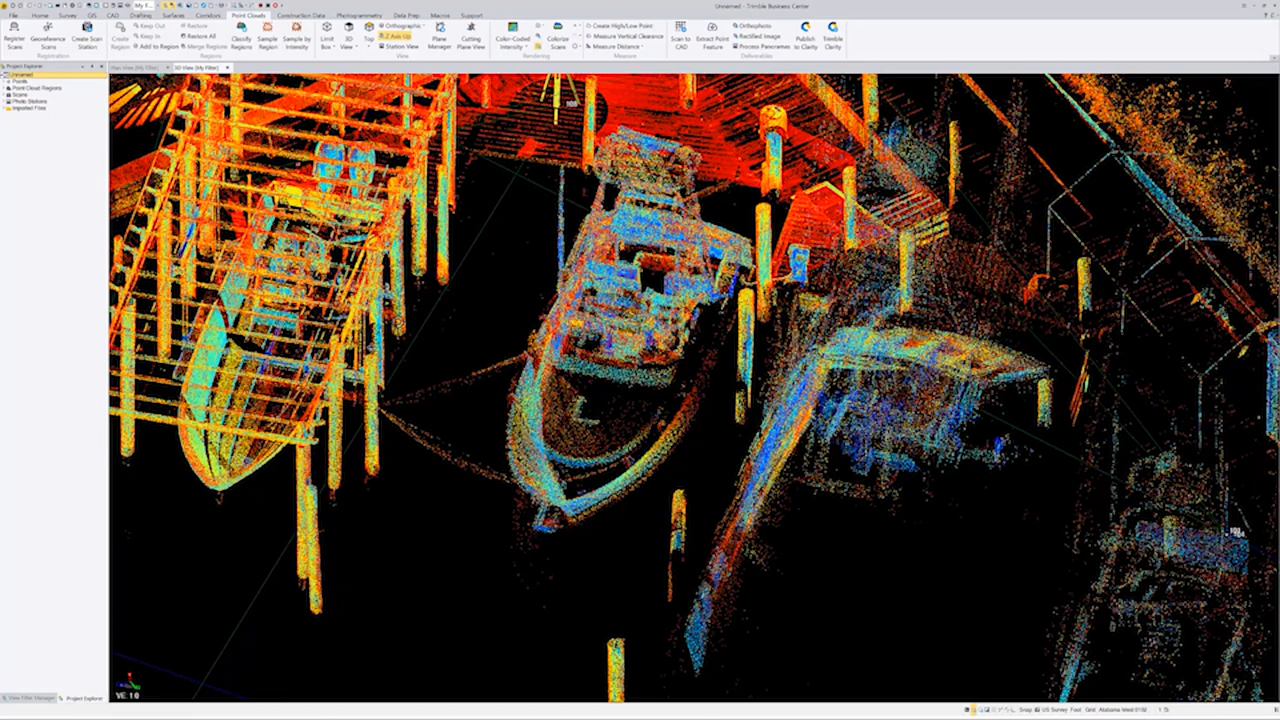 My F...
Unnamed - Trimble Business Center
File Home Survey GIS CAD Drafting Surfaces Corridors Point Clouds Construction Data Photogrammetry Data Prep Macros Support
Register Scans
Georeference Scans
Create Scan Station
Registration
Create Region
Keep Out
Keep In
Add to Region
Restore
Restore All
Merge Regions
Classify Regions
Sample Region
Sample by Intensity
Regions
Limit Box
3D View
Top
Orthographic
Z Axis Up
Station View
View
Plane Manager
Cutting Plane View
Color-Coded Intensity
Colorize Scans
Rendering
Create High/Low Point
Measure Vertical Clearance
Measure Distance
Scan to CAD
Extract Point Feature
Orthophoto
Rectified Image
Process Panoramas
Publish to Clarity
Trimble Clarity
Deliverables
Project Explorer
Plan View (My Filter)
3D View (My Filter)
Unnamed
Points
Point Cloud Regions
Scans
Photo Stations
Imported Files
VE: 1.0
View Filter Manager
Project Explorer
Snap US Survey Foot Grid Alabama West 0102